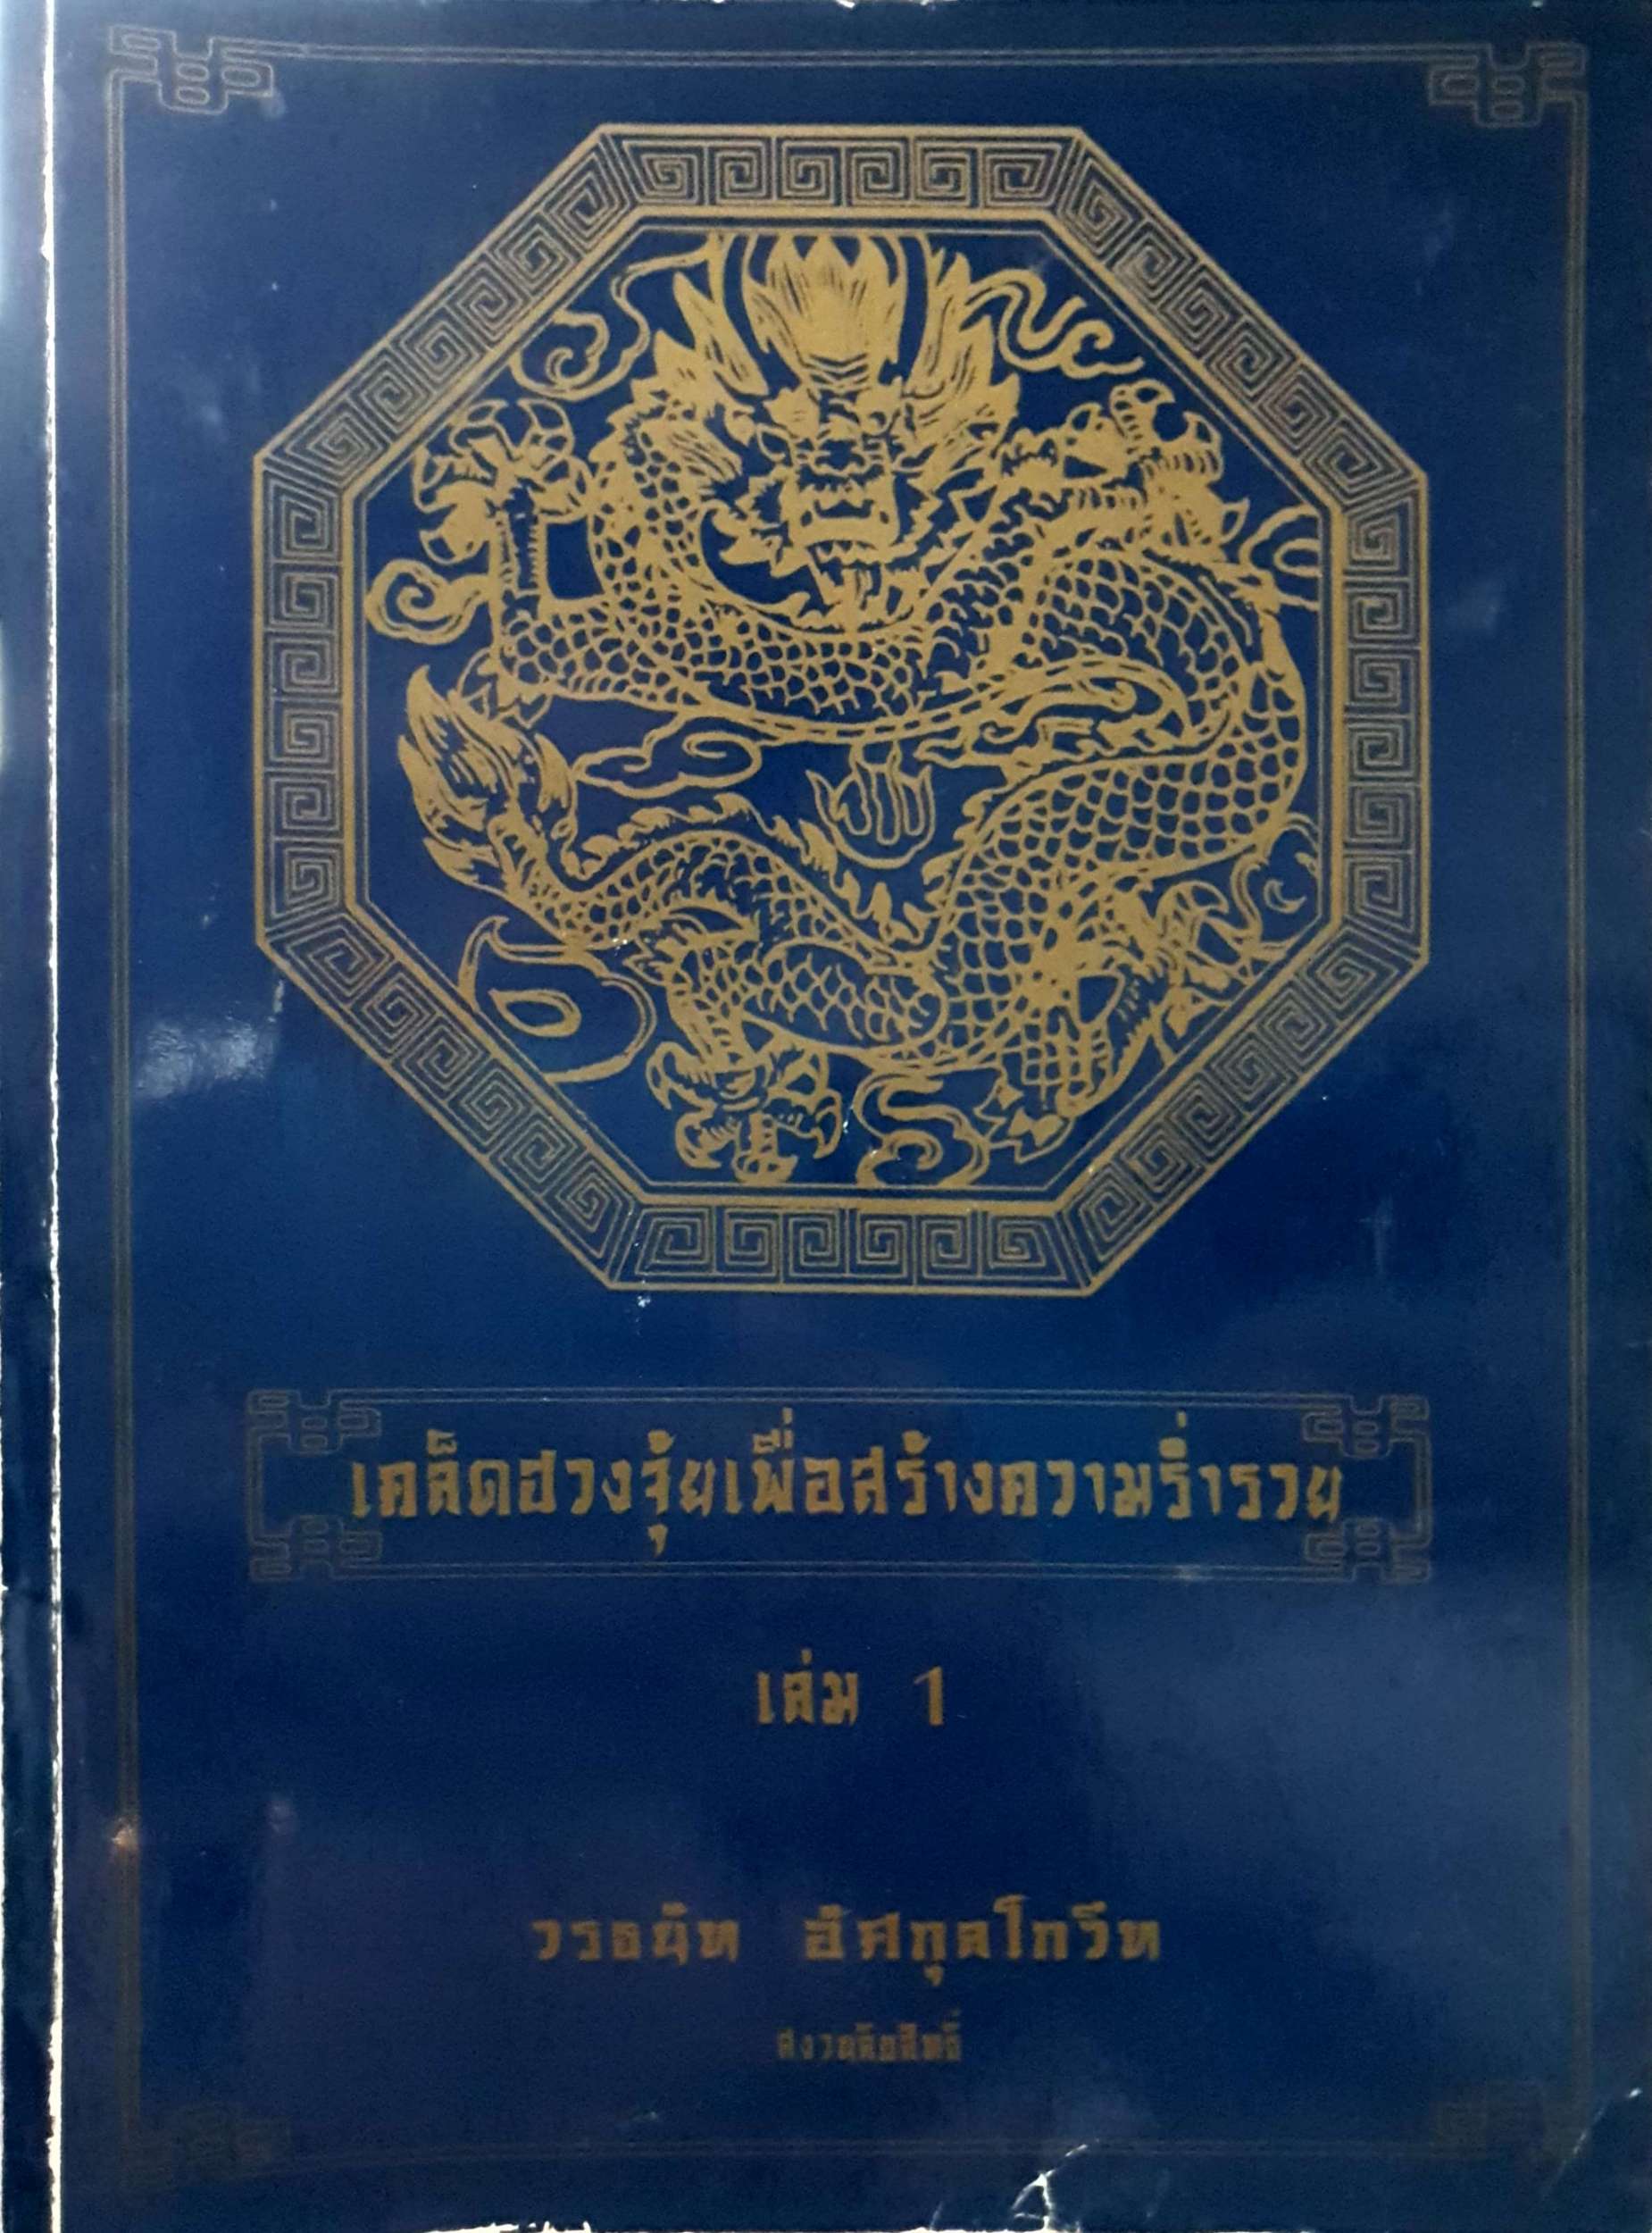 เคล็ดฮวงจุ้ยเพื่อสร้างความร่ำรวย
เล่ม 1
วรธนัท อัศกุลโกวิท
สงวนลิขสิทธิ์